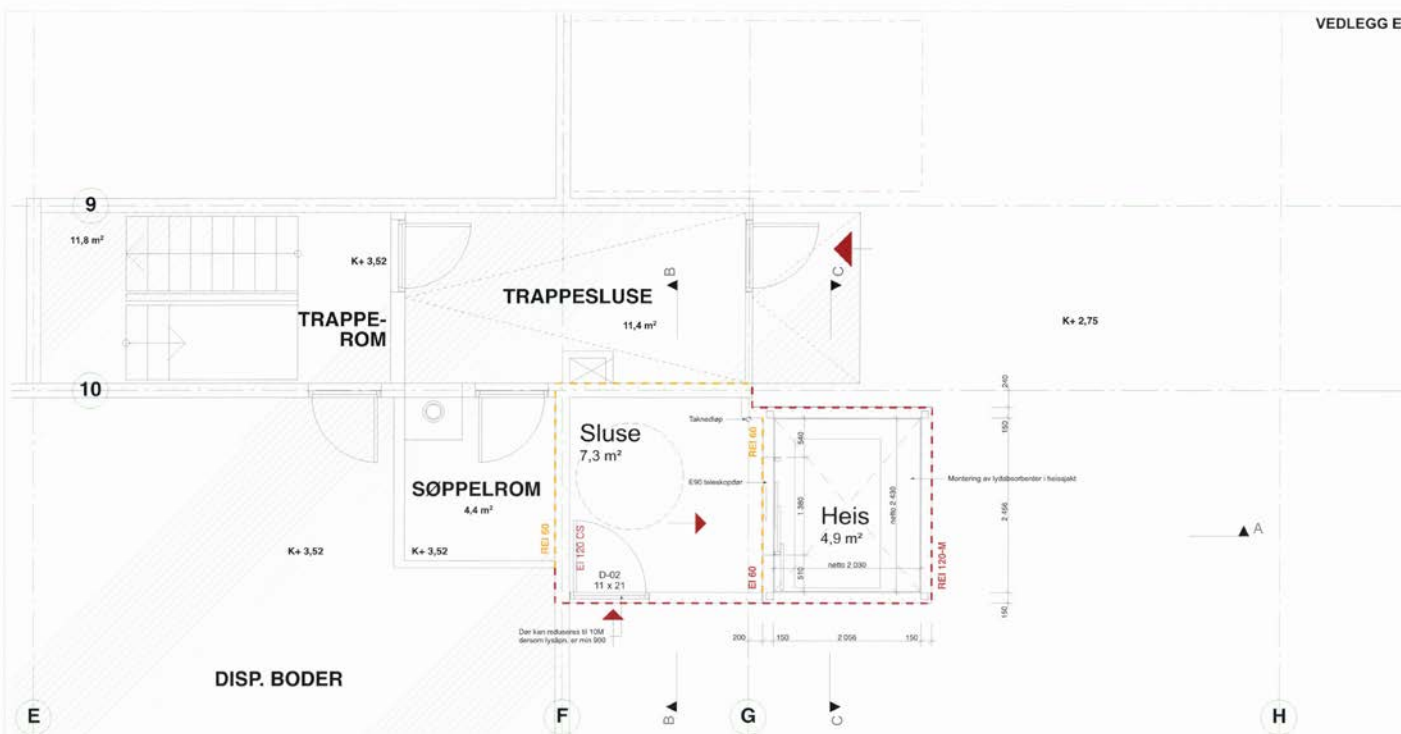 VEDLEGG E
9
11,8 m²
K+ 3,52
TRAPPE-
ROM
TRAPPESLUSE
11,4 m²
B
C
K+ 2,75
10
240
150
2 456
150
Taknedløp
Sluse
7,3 m²
REI 60
E90 teleskopdør
540
1 380
510
netto 2 430
Montering av lydabsorbenter i heissjakt
SØPPELROM
4,4 m²
Heis
4,9 m²
netto 2 030
A
K+ 3,52
K+ 3,52
REI 60
EI 120 CS
D-02
11 x 21
EI 60
REI 120-M
Dør kan reduseres til 10M
dersom lysåpn. er min 900
200
150
2 056
150
DISP. BODER
E
F
B
G
C
H